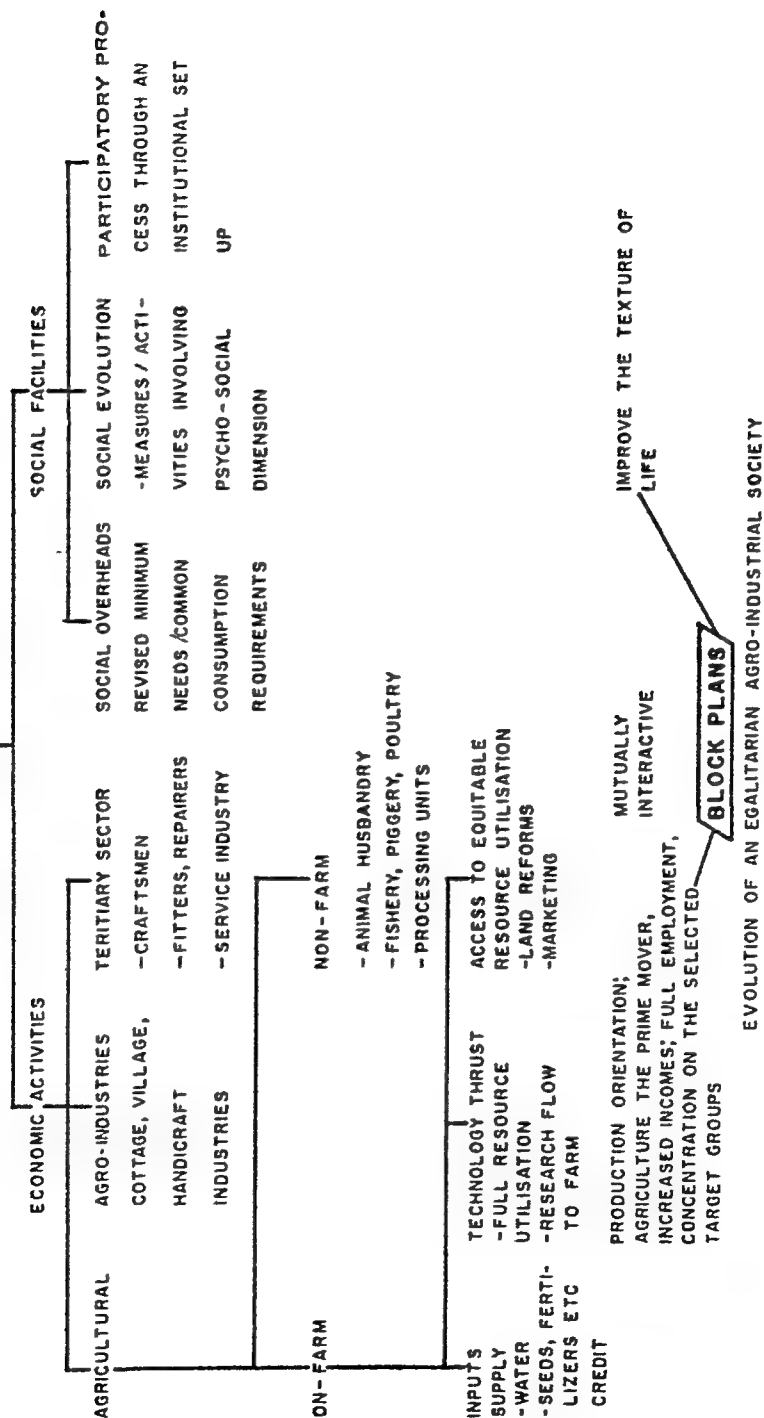 ECONOMIC ACTIVITIES
SOCIAL FACILITIES
AGRICULTURAL
AGRO-INDUSTRIES
COTTAGE, VILLAGE,
HANDICRAFT
INDUSTRIES
TERITIARY SECTOR
-CRAFTSMEN
-FITTERS, REPAIRERS
-SERVICE INDUSTRY
SOCIAL OVERHEADS
REVISED MINIMUM
NEEDS/COMMON
CONSUMPTION
REQUIREMENTS
SOCIAL EVOLUTION
-MEASURES/ACTI-
VITIES INVOLVING
PSYCHO-SOCIAL
DIMENSION
PARTICIPATORY PRO-
CESS THROUGH AN
INSTITUTIONAL SET
UP
ON-FARM
NON-FARM
-ANIMAL HUSBANDRY
-FISHERY, PIGGERY, POULTRY
-PROCESSING UNITS
INPUTS
SUPPLY
-WATER
-SEEDS, FERTI-
LIZERS ETC
CREDIT
TECHNOLOGY THRUST
-FULL RESOURCE
UTILISATION
-RESEARCH FLOW
TO FARM
ACCESS TO EQUITABLE
RESOURCE UTILISATION
-LAND REFORMS
-MARKETING
PRODUCTION ORIENTATION;
AGRICULTURE THE PRIME MOVER,
INCREASED INCOMES; FULL EMPLOYMENT,
CONCENTRATION ON THE SELECTED
TARGET GROUPS
MUTUALLY
INTERACTIVE
IMPROVE THE TEXTURE OF
LIFE
BLOCK PLANS
EVOLUTION OF AN EGALITARIAN AGRO-INDUSTRIAL SOCIETY